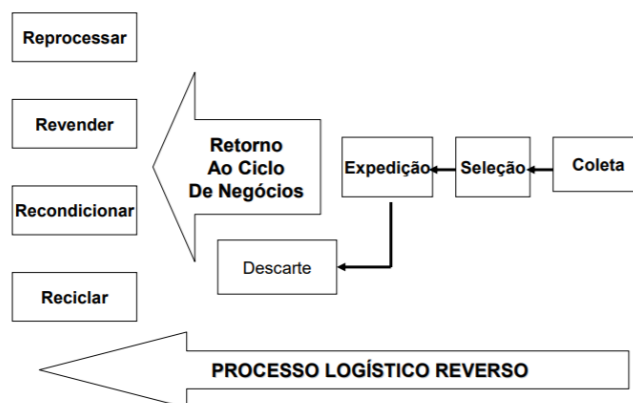 Reprocessar
Revender
Recondicionar
Reciclar
Retorno
Ao Ciclo
De Negócios
Expedição
Seleção
Coleta
Descarte
PROCESSO LOGÍSTICO REVERSO